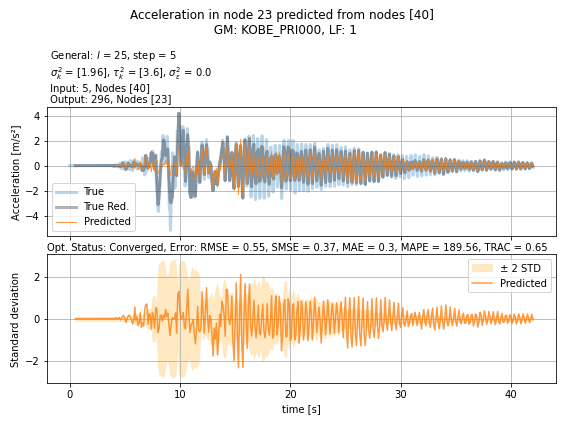 Acceleration in node 23 predicted from nodes [40]
GM: KOBE_PRI000, LF: 1
General: l = 25, step = 5
σ²ₖ = [1.96], τ²ₖ = [3.6], σ²ε = 0.0
Input: 5, Nodes [40]
Output: 296, Nodes [23]
Acceleration [m/s²]
4
2
0
−2
−4
True
True Red.
Predicted
Opt. Status: Converged, Error: RMSE = 0.55, SMSE = 0.37, MAE = 0.3, MAPE = 189.56, TRAC = 0.65
Standard deviation
2
0
−2
± 2 STD
Predicted
0 10 20 30 40
time [s]